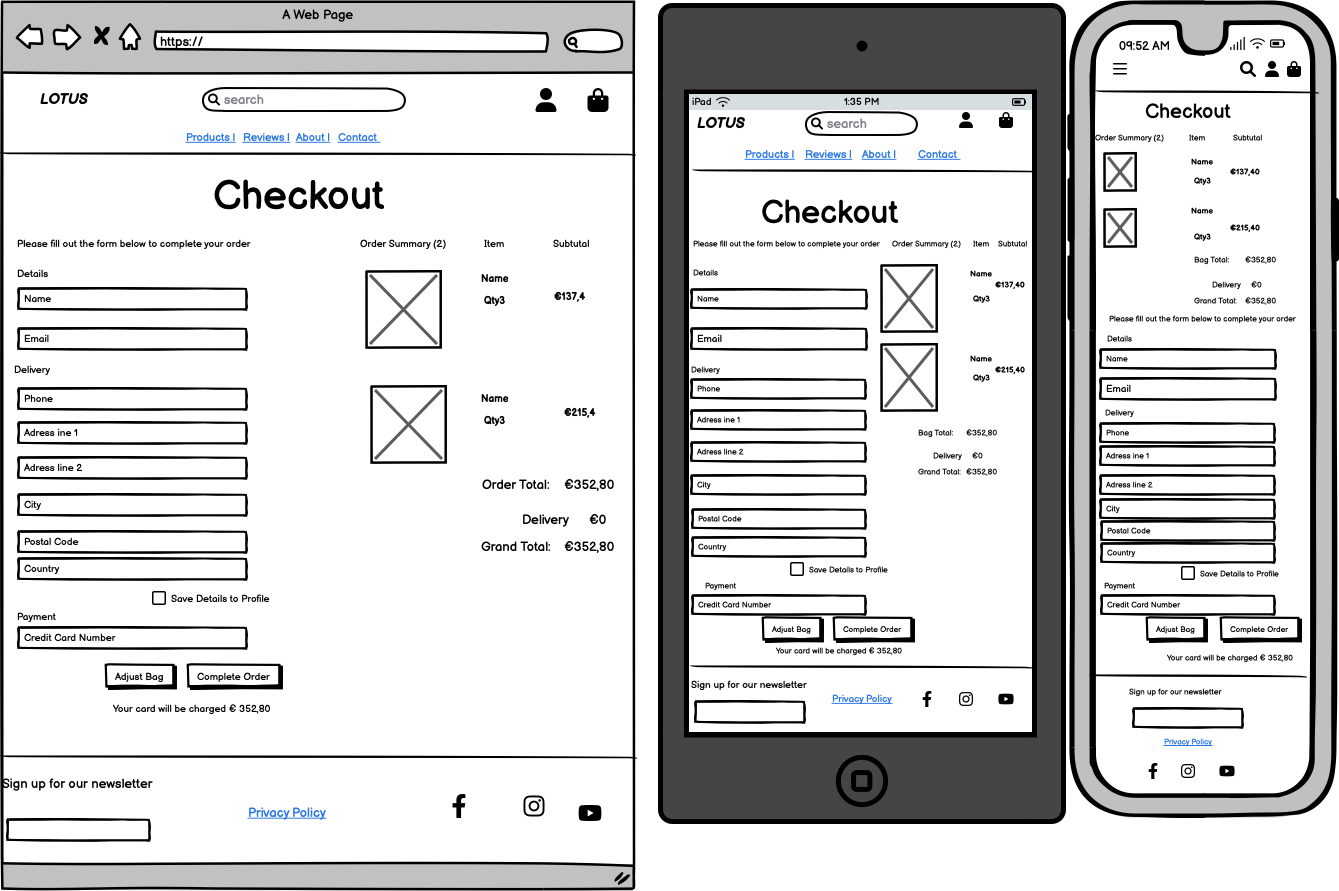 A Web Page
https://
LOTUS
search
Products | Reviews | About | Contact
Checkout
Please fill out the form below to complete your order
Order Summary (2) Item Subtutal
Details
Name
Email
Delivery
Phone
Adress ine 1
Adress line 2
City
Postal Code
Country
Save Details to Profile
Payment
Credit Card Number
Adjust Bag Complete Order
Your card will be charged € 352,80
Name
Qty3 €137,4
Name
Qty3 €215,4
Order Total: €352,80
Delivery €0
Grand Total: €352,80
Sign up for our newsletter
Privacy Policy
iPad 1:35 PM
LOTUS
search
Products | Reviews | About | Contact
Checkout
Please fill out the form below to complete your order
Order Summary (2) Item Subtutal
Details
Name
Email
Delivery
Phone
Adress ine 1
Adress line 2
City
Postal Code
Country
Save Details to Profile
Payment
Credit Card Number
Adjust Bag Complete Order
Your card will be charged € 352,80
Name
€137,40
Qty3
Name
€215,40
Qty3
Bag Total: €352,80
Delivery €0
Grand Total: €352,80
Sign up for our newsletter
Privacy Policy
09:52 AM
Checkout
Order Summary (2) Item Subtutal
Name
€137,40
Qty3
Name
€215,40
Qty3
Bag Total: €352,80
Delivery €0
Grand Total: €352,80
Please fill out the form below to complete your order
Details
Name
Email
Delivery
Phone
Adress ine 1
Adress line 2
City
Postal Code
Country
Save Details to Profile
Payment
Credit Card Number
Adjust Bag Complete Order
Your card will be charged € 352,80
Sign up for our newsletter
Privacy Policy